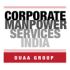 CORPORATE
MANPOWER
SERVICES
INDIA
DUAA GROUP